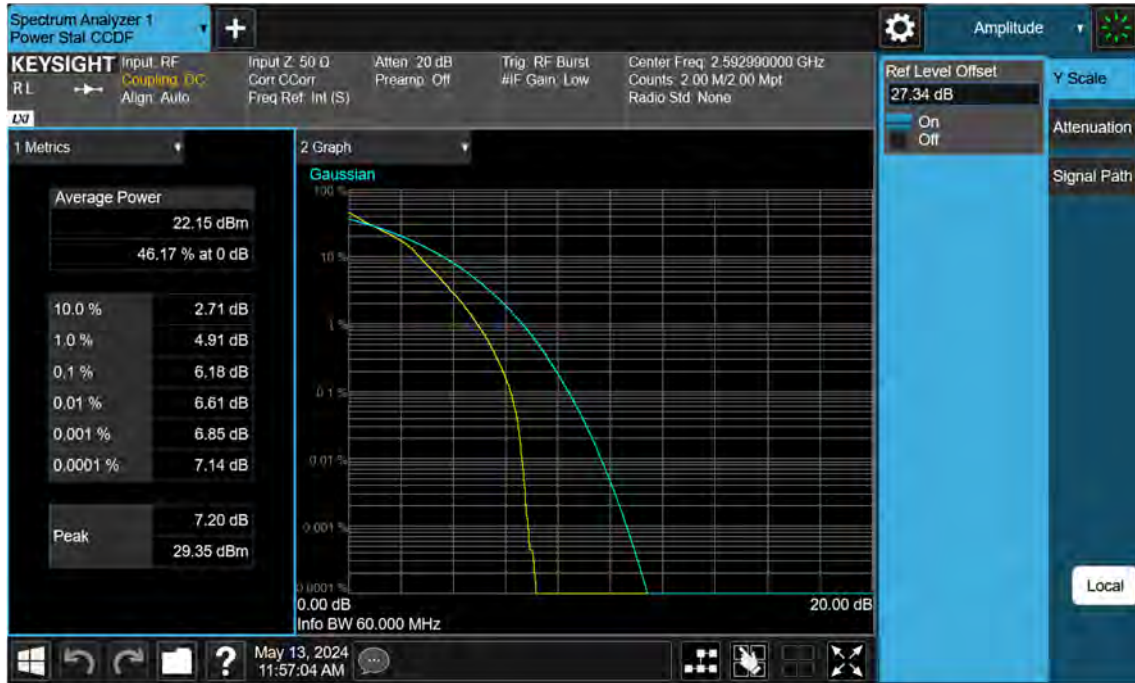 Spectrum Analyzer 1
Power Stat CCDF
+
Amplitude
KEYSIGHT
RL
LXI
Input: RF
Coupling: DC
Align: Auto
Input Z: 50 Ω
Corr CCorr
Freq Ref: Int (S)
Atten: 20 dB
Preamp: Off
Trig: RF Burst
#IF Gain: Low
Center Freq: 2.592990000 GHz
Counts: 2.00 M/2.00 Mpt
Radio Std: None
Ref Level Offset
27.34 dB
On
Off
Y Scale
Attenuation
Signal Path
1 Metrics
Average Power
22.15 dBm
46.17 % at 0 dB
10.0 % 2.71 dB
1.0 % 4.91 dB
0.1 % 6.18 dB
0.01 % 6.61 dB
0.001 % 6.85 dB
0.0001 % 7.14 dB
Peak
7.20 dB
29.35 dBm
2 Graph
Gaussian
100 %
10 %
1 %
0.1 %
0.01 %
0.001 %
0.0001 %
0.00 dB
20.00 dB
Info BW 60.000 MHz
Local
?
May 13, 2024
11:57:04 AM